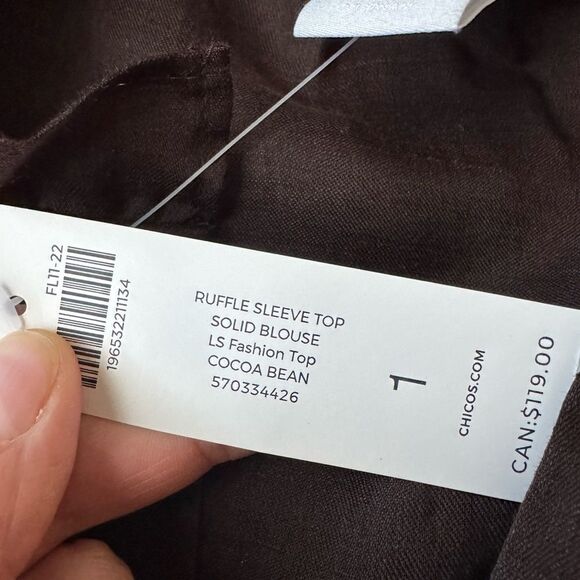 FL11-22
196532211134
RUFFLE SLEEVE TOP
SOLID BLOUSE
LS Fashion Top
COCOA BEAN
570334426
1
CHICOS.COM
CAN:$119.00